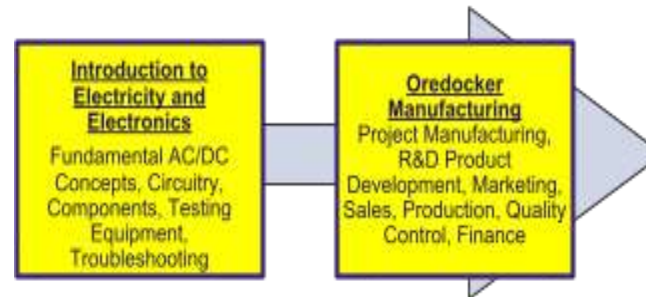 Introduction to
Electricity and
Electronics
Fundamental AC/DC
Concepts, Circuitry,
Components, Testing
Equipment,
Troubleshooting
Oredocker
Manufacturing
Project Manufacturing,
R&D Product
Development, Marketing,
Sales, Production, Quality
Control, Finance